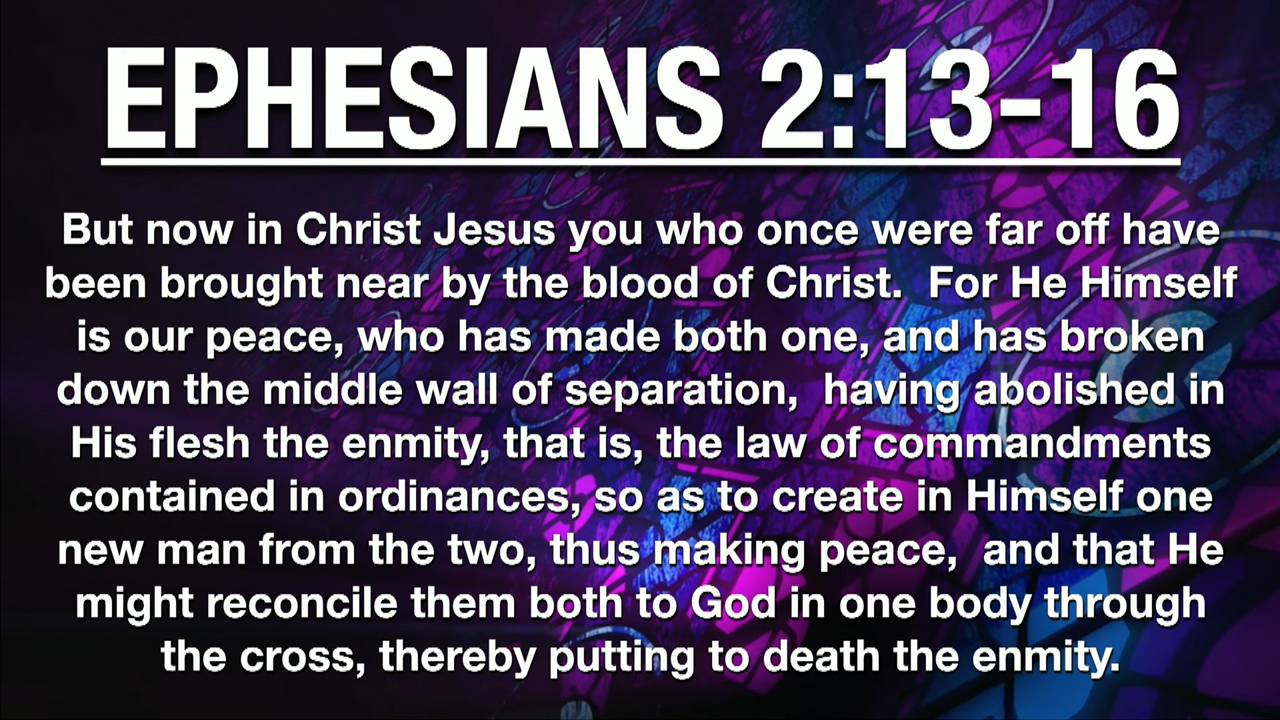 EPHESIANS 2:13-16
But now in Christ Jesus you who once were far off have
been brought near by the blood of Christ.  For He Himself
is our peace, who has made both one, and has broken
down the middle wall of separation,  having abolished in
His flesh the enmity, that is, the law of commandments
contained in ordinances, so as to create in Himself one
new man from the two, thus making peace,  and that He
might reconcile them both to God in one body through
the cross, thereby putting to death the enmity.